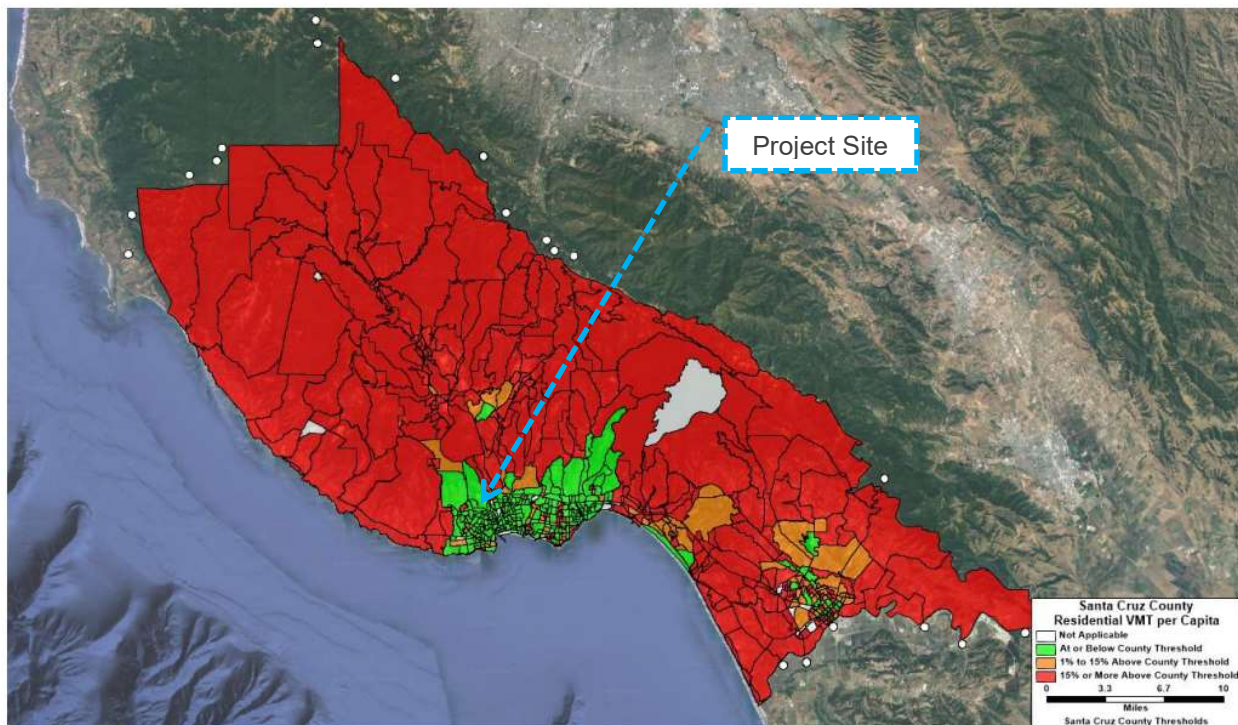 Project Site
Santa Cruz County
Residential VMT per Capita
Not Applicable
At or Below County Threshold
1% to 15% Above County Threshold
15% or More Above County Threshold
0 3.3 6.7 10
Miles
Santa Cruz County Thresholds